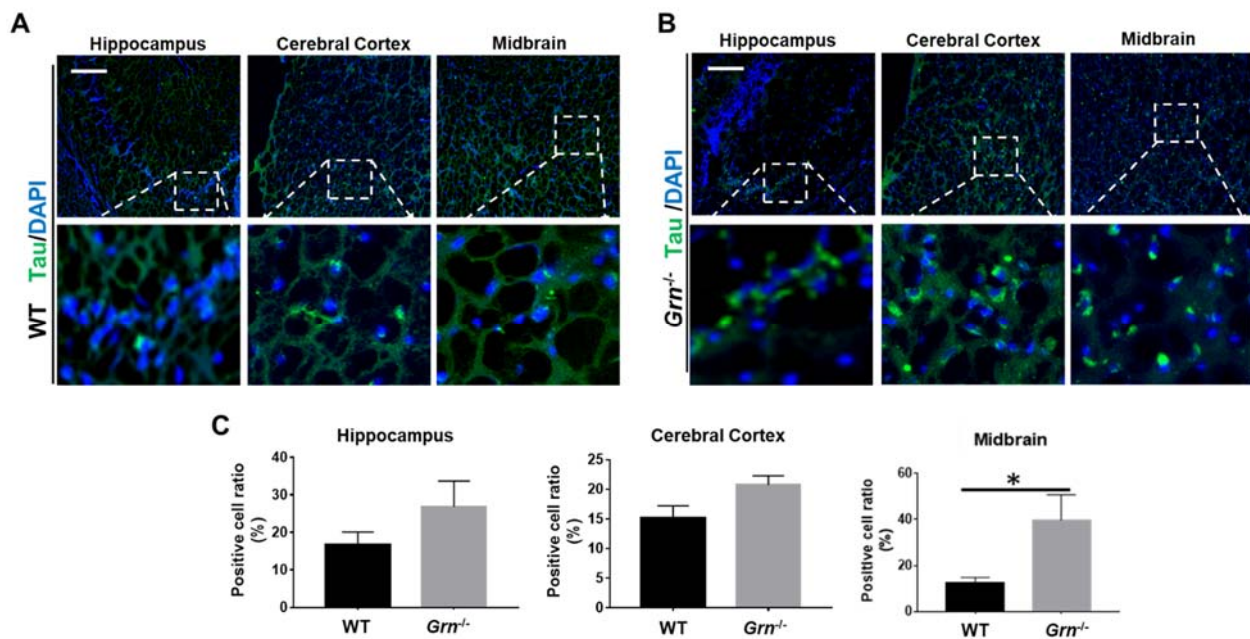 A
Hippocampus Cerebral Cortex Midbrain
WT Tau/DAPI
B
Hippocampus Cerebral Cortex Midbrain
Grn-/- Tau /DAPI
C
Hippocampus
Positive cell ratio
(%)
40
30
20
10
0
WT Grn-/-
Cerebral Cortex
Positive cell ratio
(%)
25
20
15
10
5
0
WT Grn-/-
Midbrain
Positive cell ratio
(%)
60
40
20
0
*
WT Grn-/-